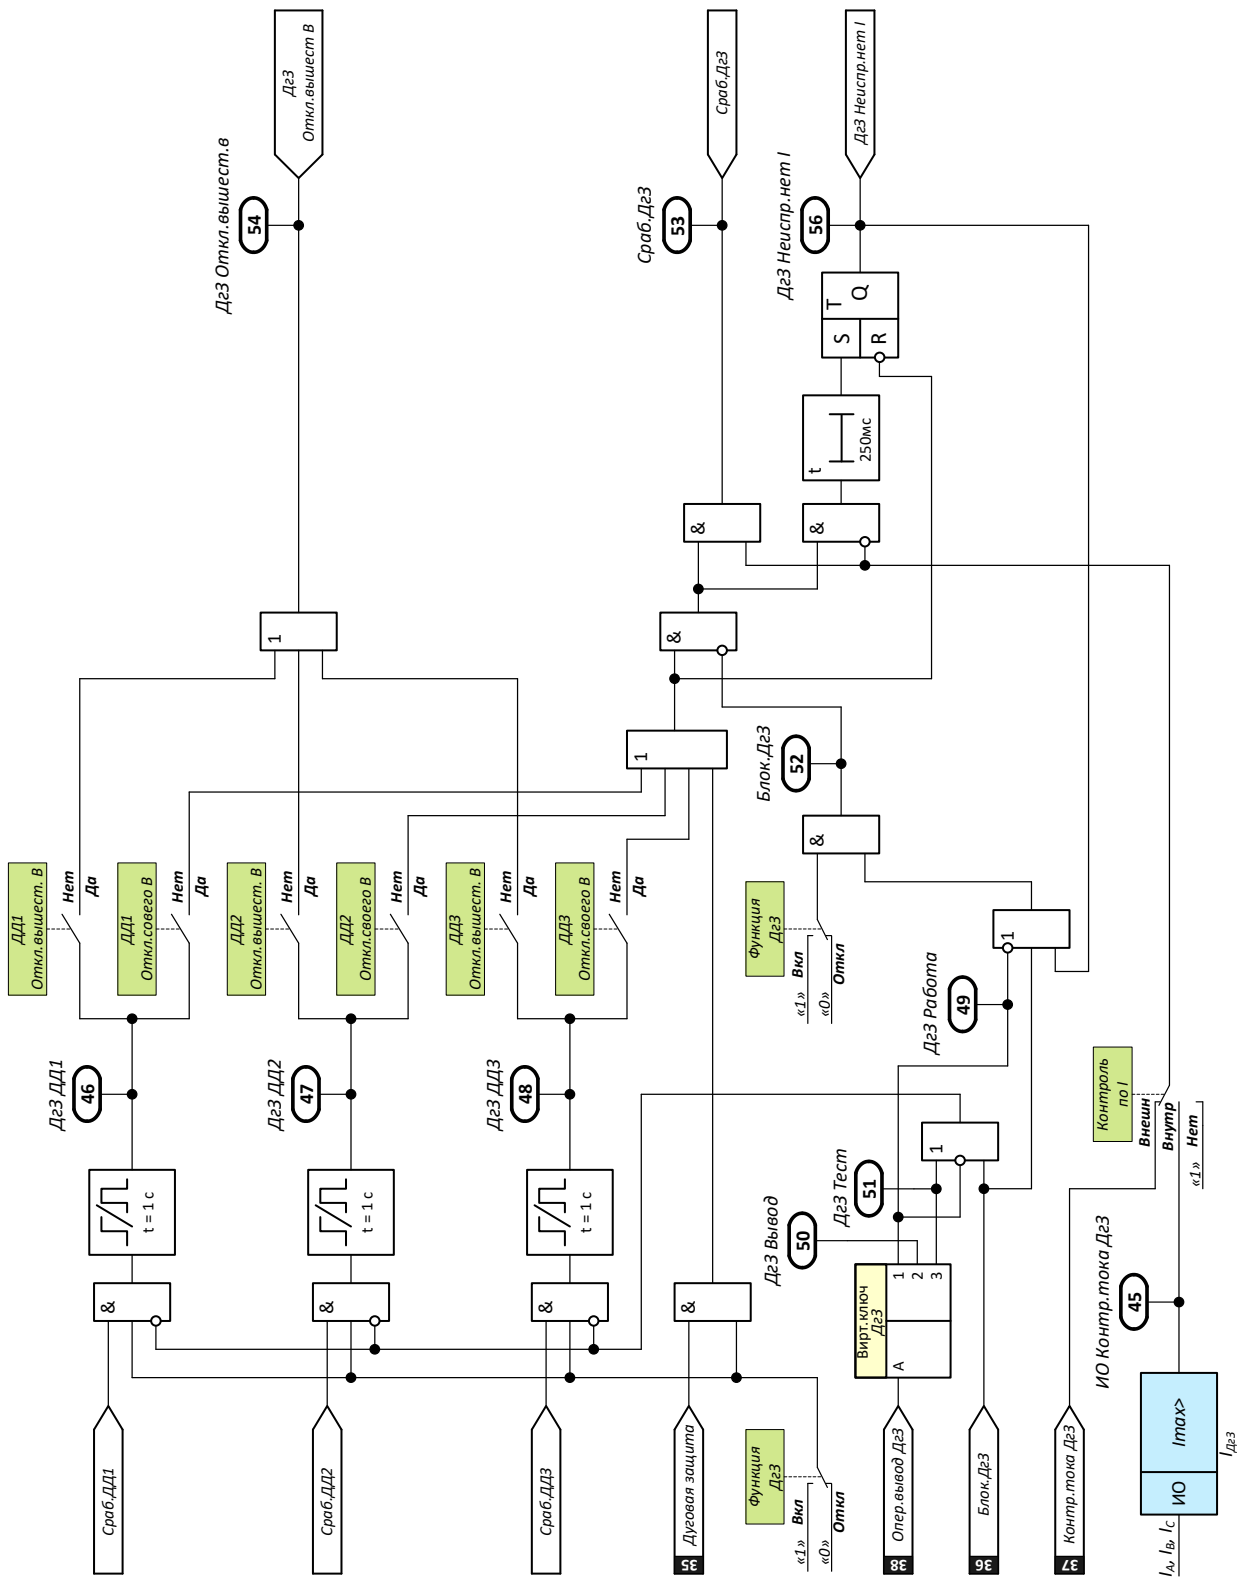 ДгЗ
Откл.вышест В
ДгЗ Откл.вышест.в
54
Сраб.ДгЗ
Сраб.ДгЗ
53
ДгЗ Неиспр.нет I
ДгЗ Неиспр.нет I
56
T
Q
S
R
t
250мс
&
&
1
&
1
ДД1
Откл.вышест. В
Нет
Да
ДД1
Откл.совего В
Нет
Да
ДД2
Откл.вышест. В
Нет
Да
ДД2
Откл.своего В
Нет
Да
ДД3
Откл.вышест. В
Нет
Да
ДД3
Откл.своего В
Нет
Да
Блок.ДгЗ
52
&
Функция
ДгЗ
«1» Вкл
«0» Откл
1
ДгЗ Работа
49
ДгЗ ДД1
46
ДгЗ ДД2
47
ДгЗ ДД3
48
t = 1 c
t = 1 c
t = 1 c
&
&
&
&
ДгЗ Тест
51
1
ДгЗ Вывод
50
Вирт.ключ
ДгЗ
A
1
2
3
Контроль
по I
Внешн
Внутр
«1» Нет
ИО Контр.тока ДгЗ
45
Сраб.ДД1
Сраб.ДД2
Сраб.ДД3
35 Дуговая защита
Функция
ДгЗ
«1» Вкл
«0» Откл
38 Опер.вывод ДгЗ
36 Блок.ДгЗ
37 Контр.тока ДгЗ
IA, IB, IC
ИО
Imax>
IДгЗ